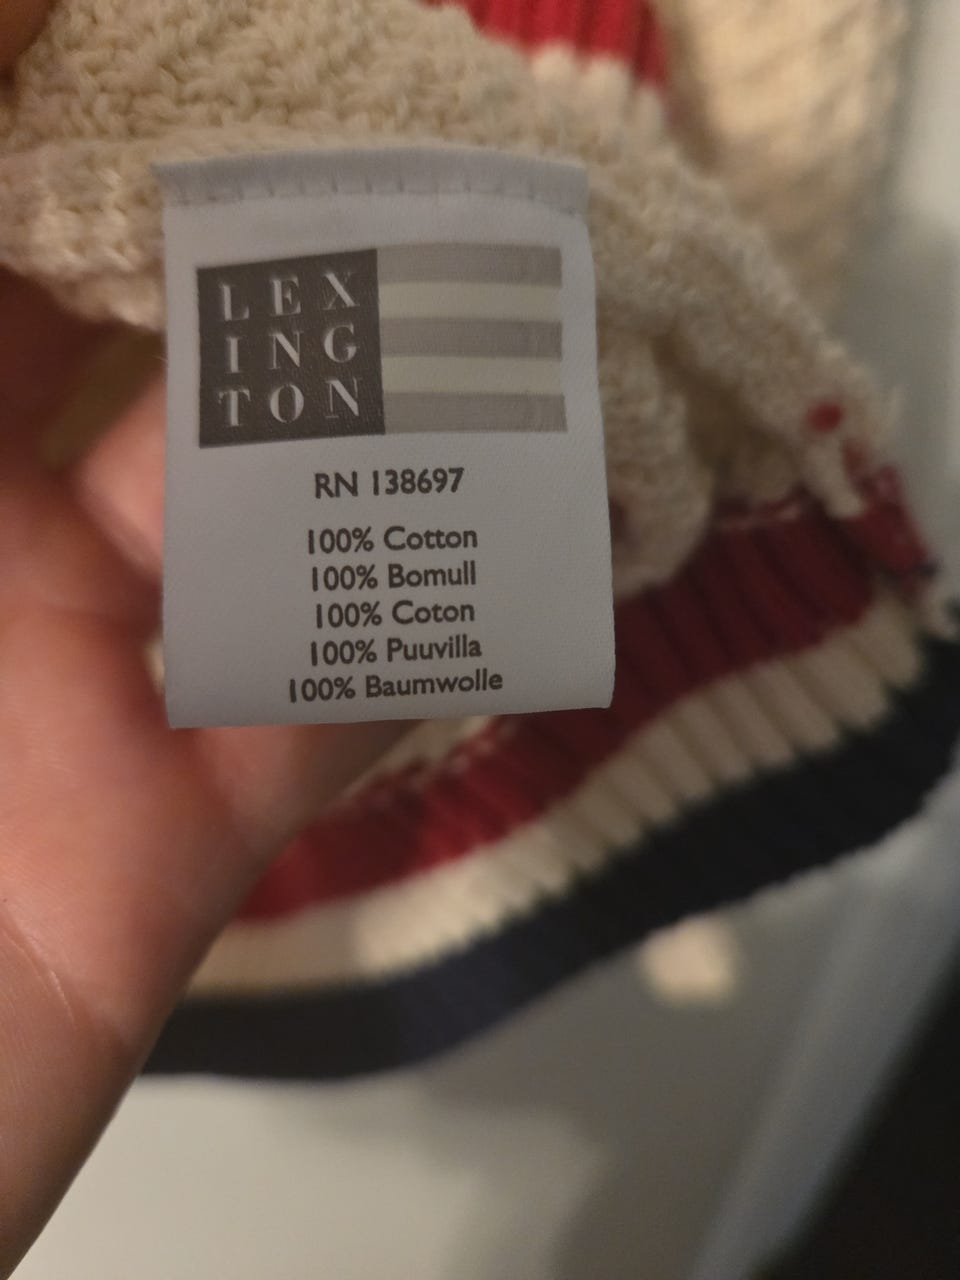 LEX
ING
TON
RN 138697
100% Cotton
100% Bomull
100% Coton
100% Puuvilla
100% Baumwolle